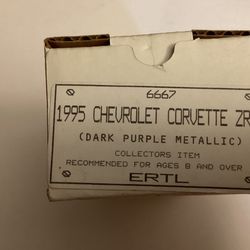 6667
1995 CHEVROLET CORVETTE ZR
(DARK PURPLE METALLIC)
COLLECTORS ITEM
RECOMMENDED FOR AGES 8 AND OVER
ERTL